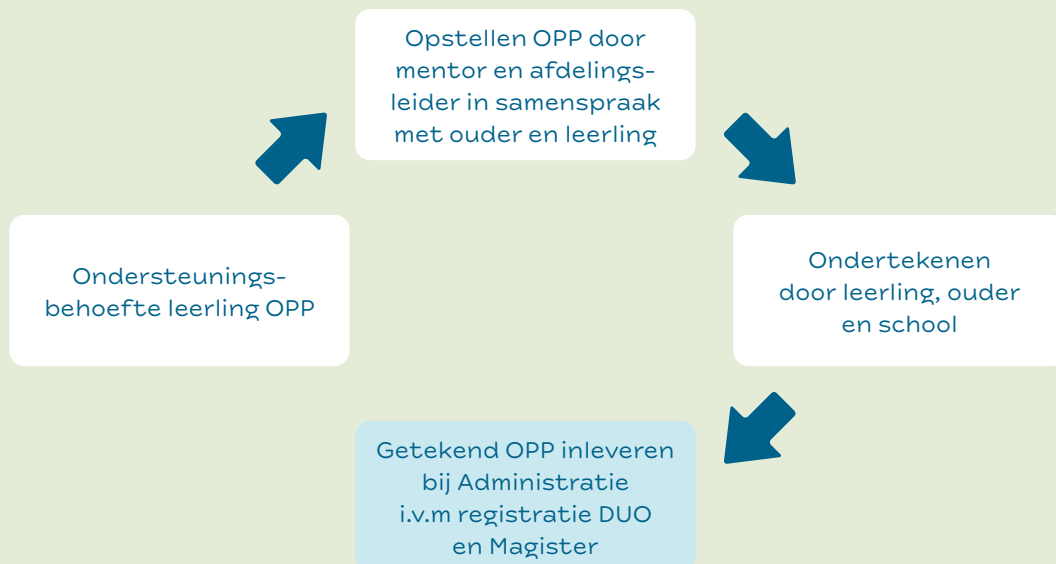 Opstellen OPP door
mentor en afdelings-
leider in samenspraak
met ouder en leerling
Ondersteunings-
behoefte leerling OPP
Ondertekenen
door leerling, ouder
en school
Getekend OPP inleveren
bij Administratie
i.v.m registratie DUO
en Magister